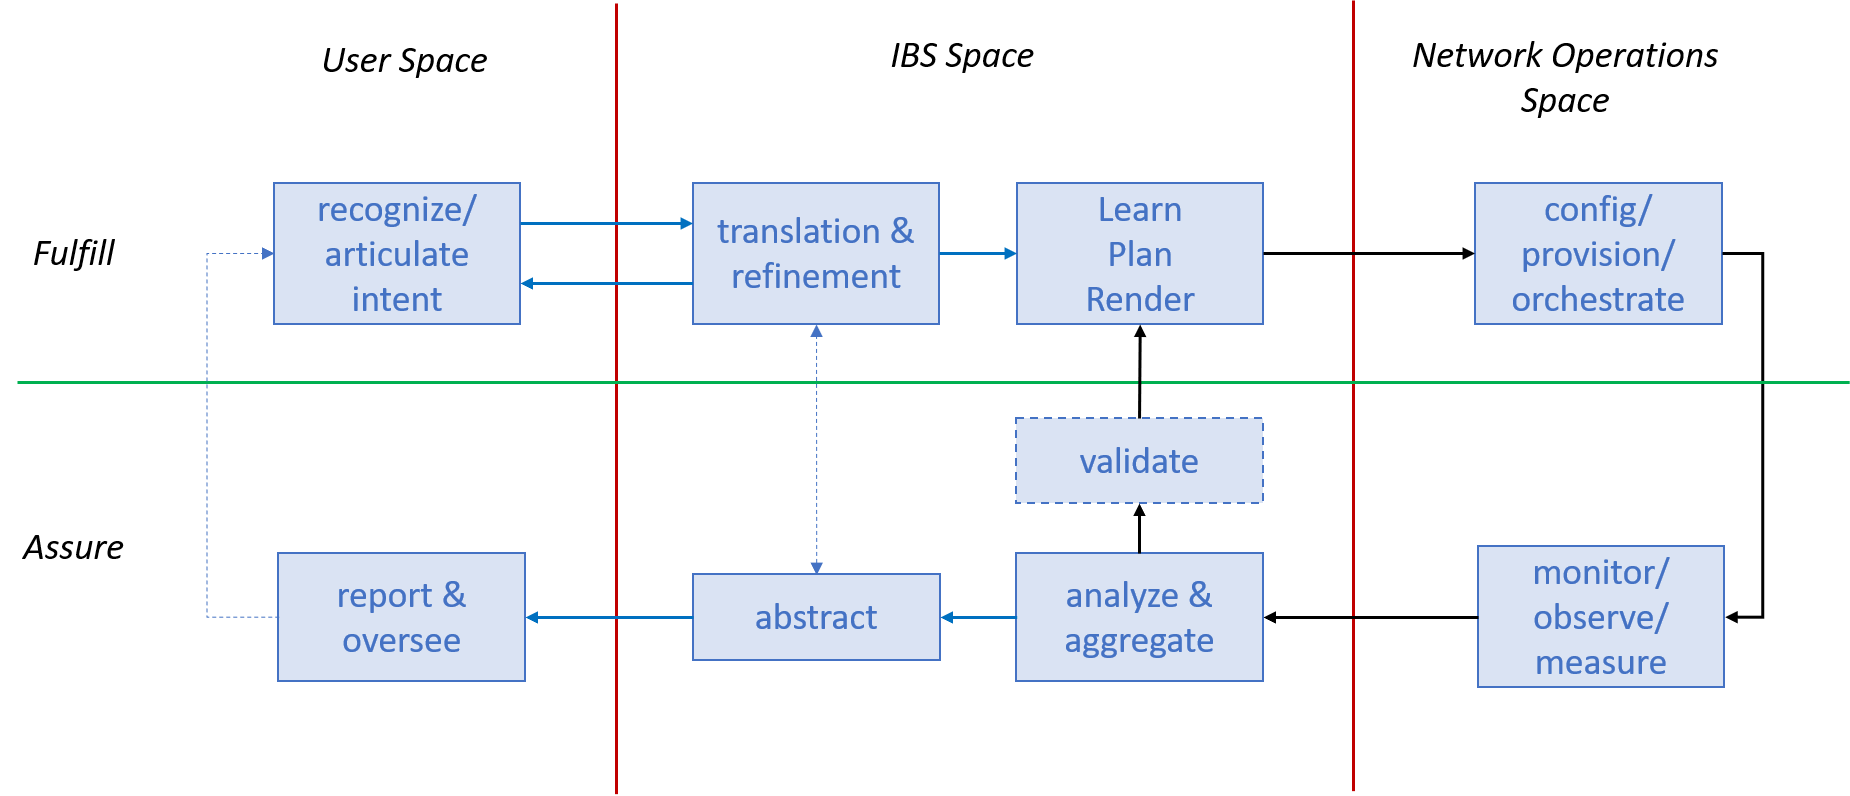 User Space
IBS Space
Network Operations
Space
Fulfill
recognize/
articulate
intent
translation &
refinement
Learn
Plan
Render
config/
provision/
orchestrate
validate
Assure
report &
oversee
abstract
analyze &
aggregate
monitor/
observe/
measure